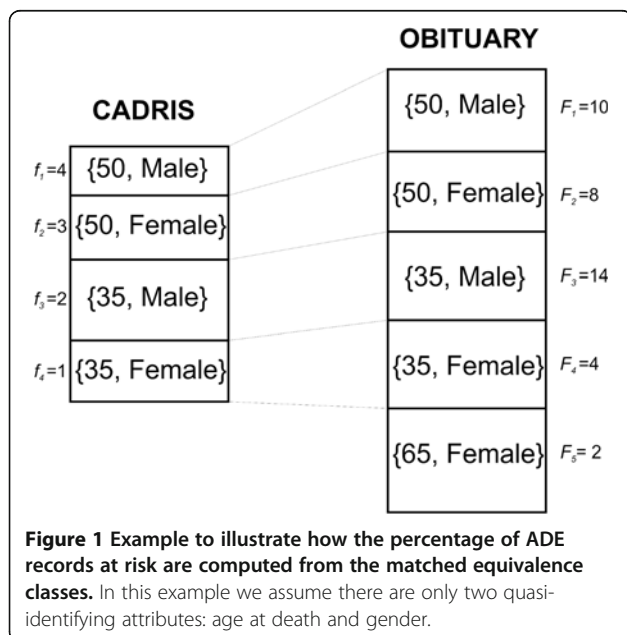 OBITUARY
CADRIS
f₁=4 {50, Male}
f₂=3 {50, Female}
f₃=2 {35, Male}
f₄=1 {35, Female}
{50, Male} F₁=10
{50, Female} F₂=8
{35, Male} F₃=14
{35, Female} F₄=4
{65, Female} F₅= 2
Figure 1 Example to illustrate how the percentage of ADE
records at risk are computed from the matched equivalence
classes. In this example we assume there are only two quasi-
identifying attributes: age at death and gender.